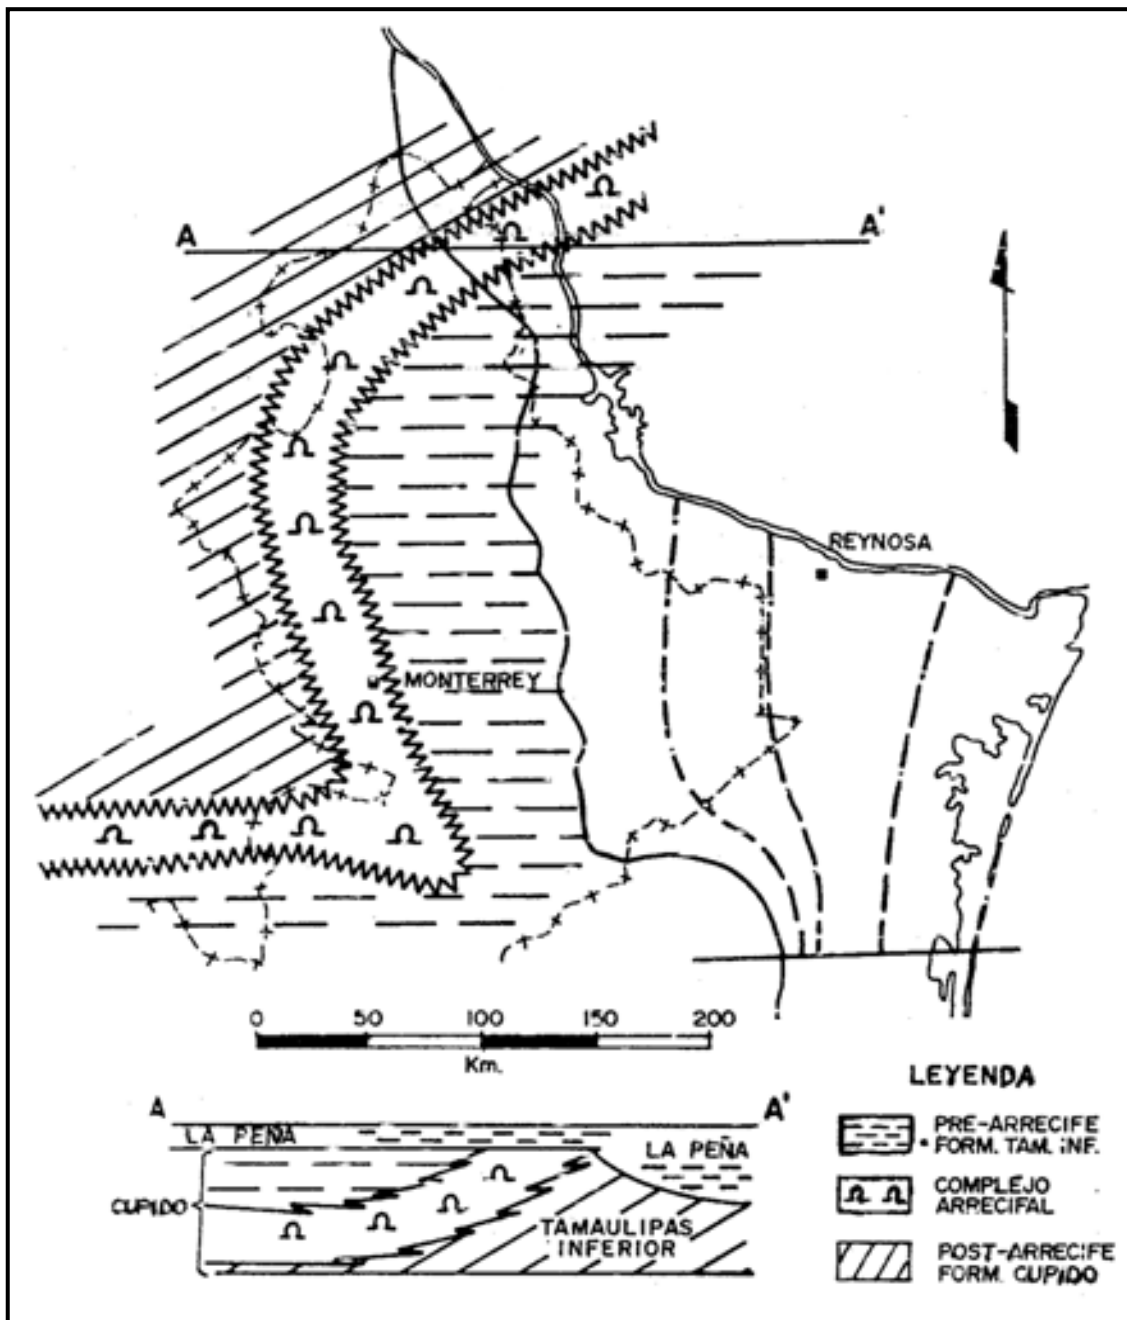 A A'
REYNOSA
MONTERREY
0 50 100 150 200
Km.
LEYENDA
PRE-ARRECIFE
FORM. TAM. INF.
COMPLEJO
ARRECIFAL
POST-ARRECIFE
FORM. CUPIDO
A A'
LA PEÑA
LA PEÑA
CUPIDO
TAMAULIPAS
INFERIOR